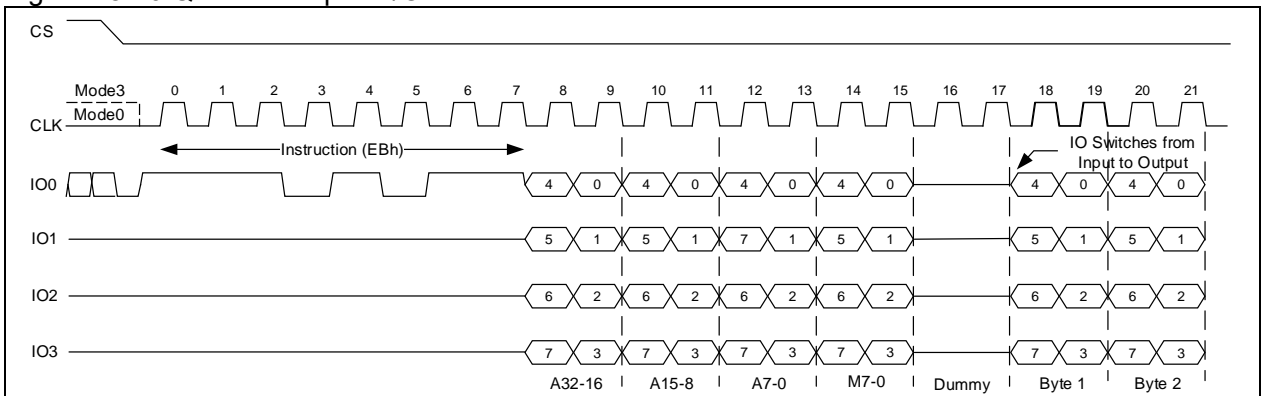 CS
Mode3 0 1 2 3 4 5 6 7 8 9 10 11 12 13 14 15 16 17 18 19 20 21
Mode0
CLK
Instruction (EBh)
IO Switches from
Input to Output
IO0 4 0 4 0 4 0 4 0 4 0 4 0
IO1 5 1 5 1 7 1 5 1 5 1 5 1
IO2 6 2 6 2 6 2 6 2 6 2 6 2
IO3 7 3 7 3 7 3 7 3 7 3 7 3
A32-16 A15-8 A7-0 M7-0 Dummy Byte 1 Byte 2